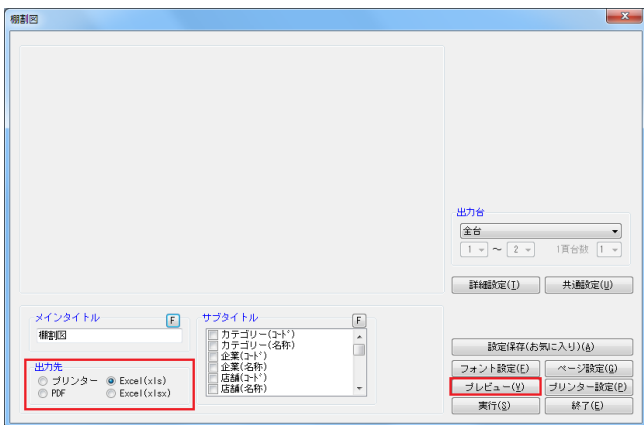 棚割図
出力台
全台
1 ～ 2 1頁台数 1
詳細設定(I) 共通設定(U)
メインタイトル F
棚割図
サブタイトル F
カテゴリー(コード)
カテゴリー(名称)
企業(コード)
企業(名称)
店舗(コード)
店舗(名称)
出力先
プリンター Excel(xls)
PDF Excel(xlsx)
設定保存(お気に入り)(A)
フォント設定(F) ページ設定(G)
プレビュー(V) プリンター設定(P)
実行(S) 終了(E)